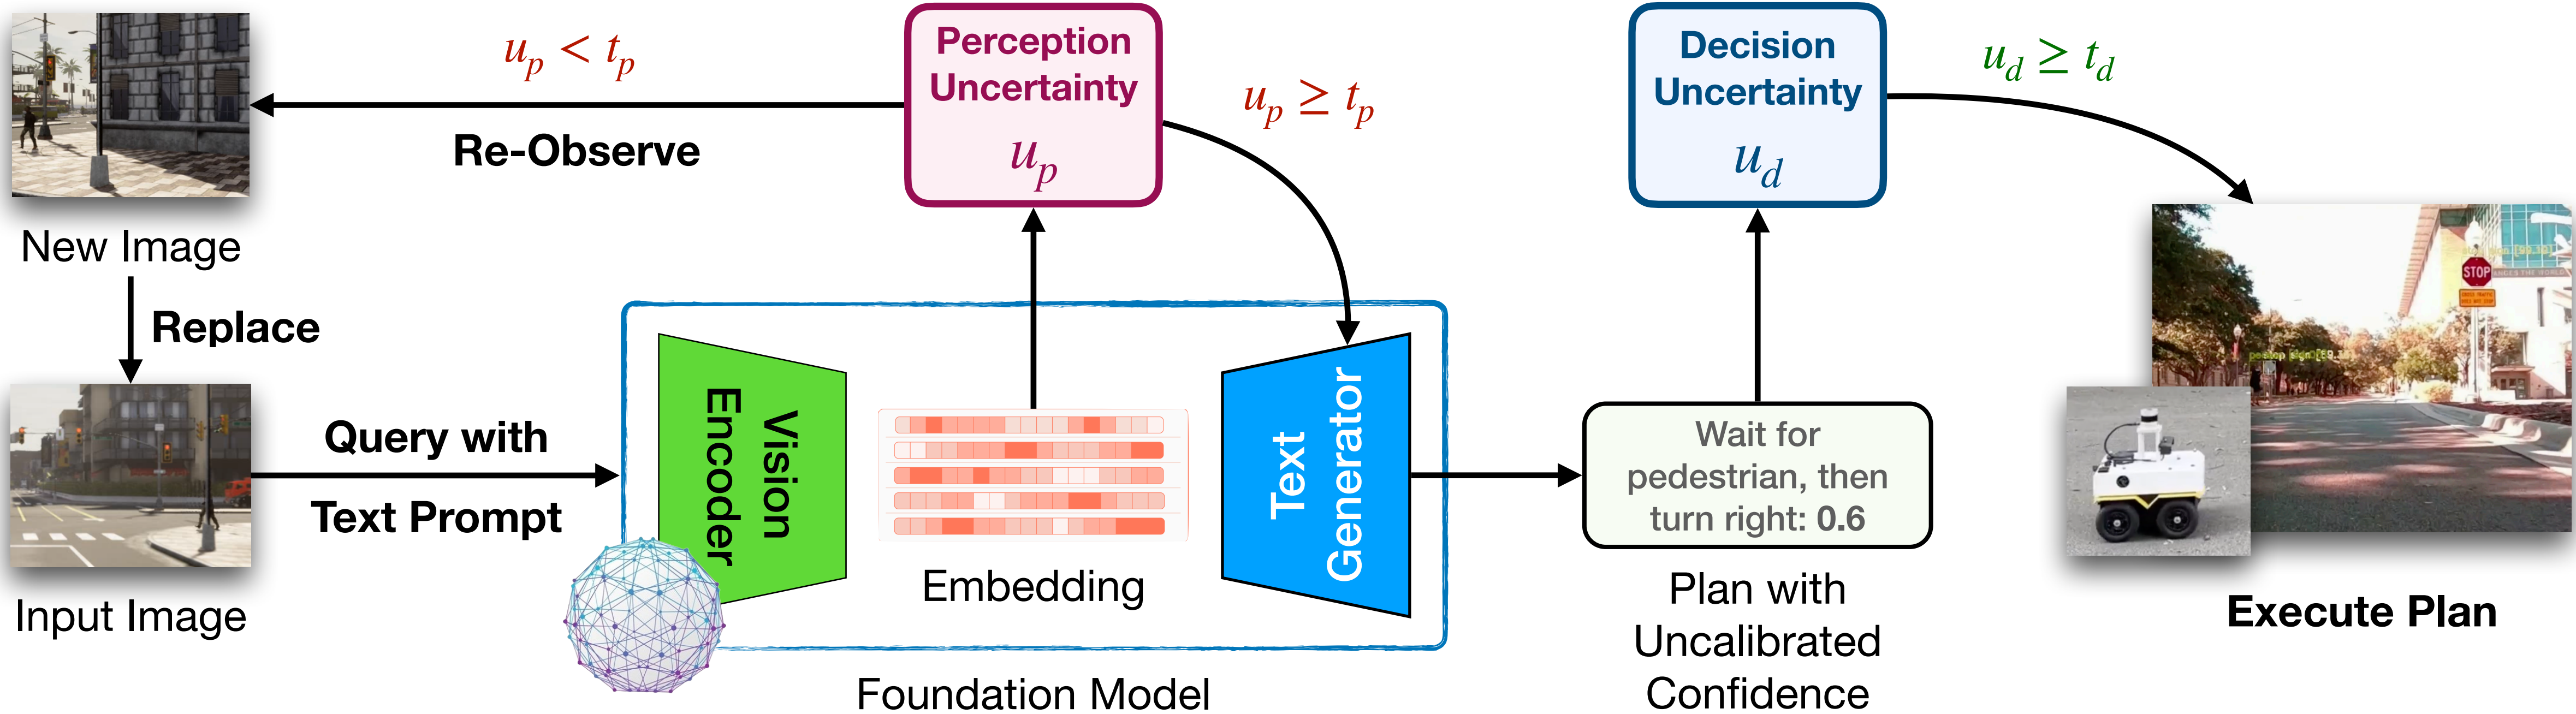 u_p < t_p
Re-Observe
New Image
Replace
Input Image
Query with
Text Prompt
Perception
Uncertainty
u_p
u_p ≥ t_p
Vision
Encoder
Embedding
Text
Generator
Foundation Model
Decision
Uncertainty
u_d
u_d ≥ t_d
Wait for
pedestrian, then
turn right: 0.6
Plan with
Uncalibrated
Confidence
STOP
Execute Plan